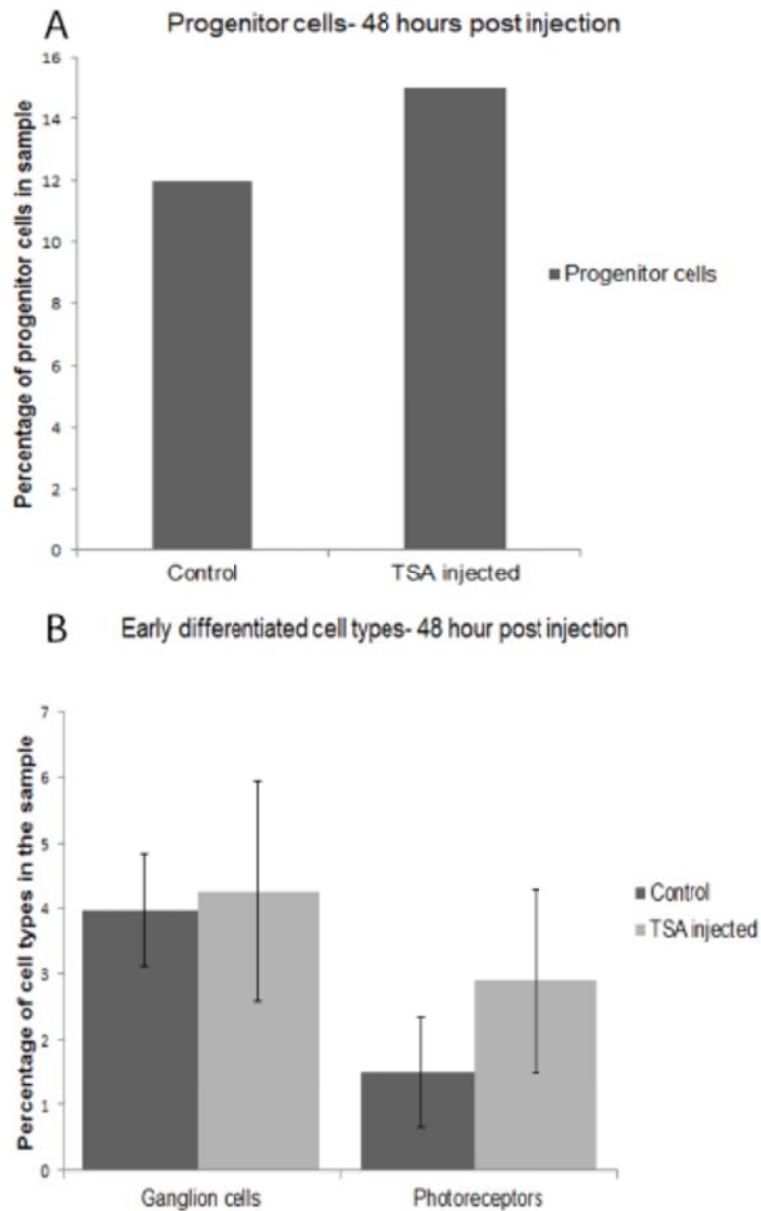 A
Progenitor cells- 48 hours post injection
Percentage of progenitor cells in sample
16
14
12
10
8
6
4
2
0
Control
TSA injected
Progenitor cells
B
Early differentiated cell types- 48 hour post injection
Percentage of cell types in the sample
7
6
5
4
3
2
1
0
Ganglion cells
Photoreceptors
Control
TSA injected